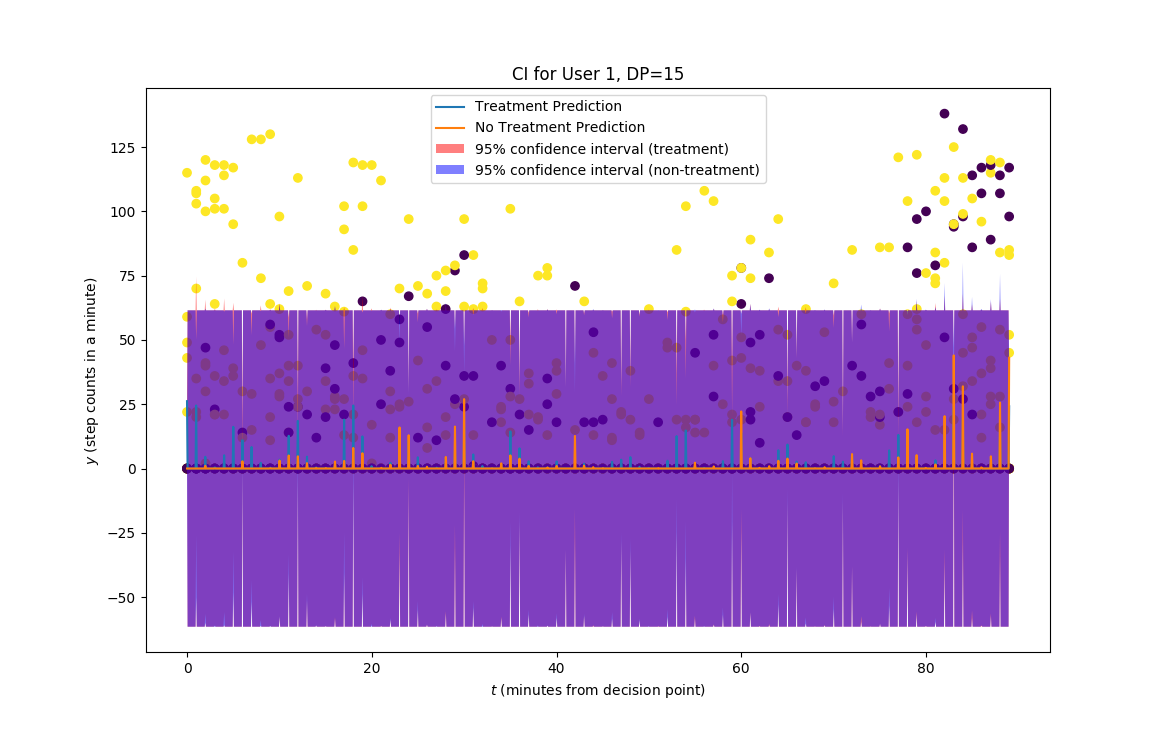 CI for User 1, DP=15
Treatment Prediction
No Treatment Prediction
95% confidence interval (treatment)
95% confidence interval (non-treatment)
y (step counts in a minute)
125
100
75
50
25
0
−25
−50
0 20 40 60 80
t (minutes from decision point)